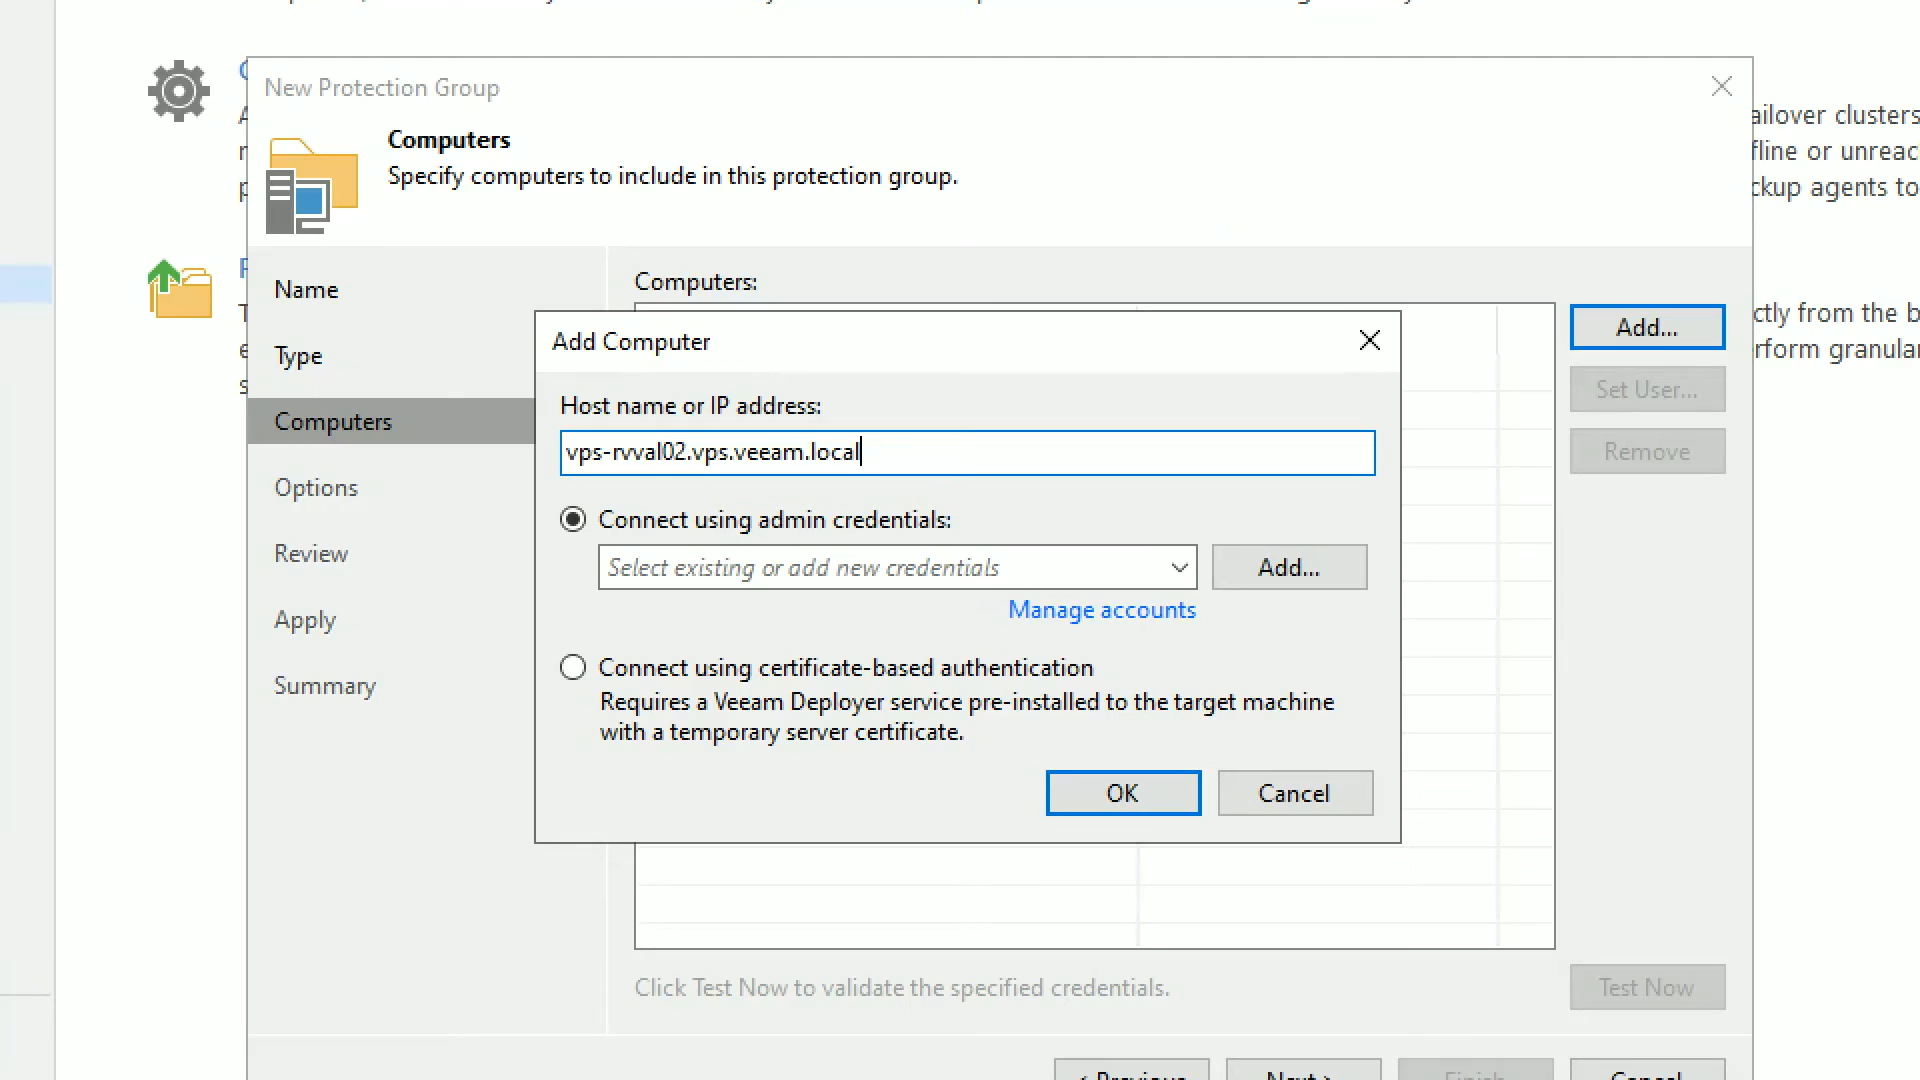 New Protection Group
Computers
Specify computers to include in this protection group.
ailover clusters
fline or unreac
ckup agents to
Name
Type
Computers
Options
Review
Apply
Summary
Computers:
Add...
Set User...
Remove
ctly from the b
rform granular
Add Computer
Host name or IP address:
vps-rvval02.vps.veeam.local
Connect using admin credentials:
Select existing or add new credentials
Add...
Manage accounts
Connect using certificate-based authentication
Requires a Veeam Deployer service pre-installed to the target machine
with a temporary server certificate.
OK
Cancel
Click Test Now to validate the specified credentials.
Test Now
< Previous
Next >
Finish
Cancel